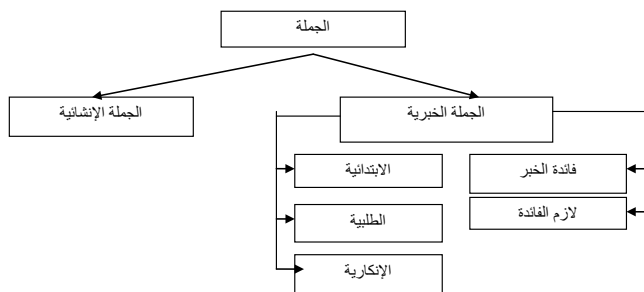 الجملة
الجملة الخبرية
الجملة الإنشائية
فائدة الخبر
الابتدائية
لازم الفائدة
الطلبية
الإنكارية